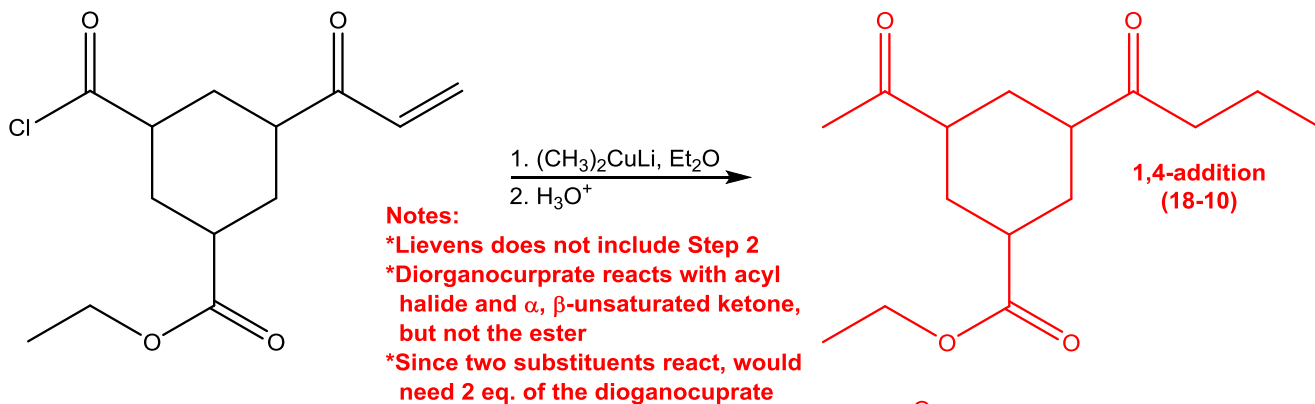 O
O
Cl
O
O
1. (CH₃)₂CuLi, Et₂O
2. H₃O⁺
Notes:
*Lievens does not include Step 2
*Diorganocurprate reacts with acyl
halide and α, β-unsaturated ketone,
but not the ester
*Since two substituents react, would
need 2 eq. of the dioganocuprate
O
O
1,4-addition
(18-10)
O
O